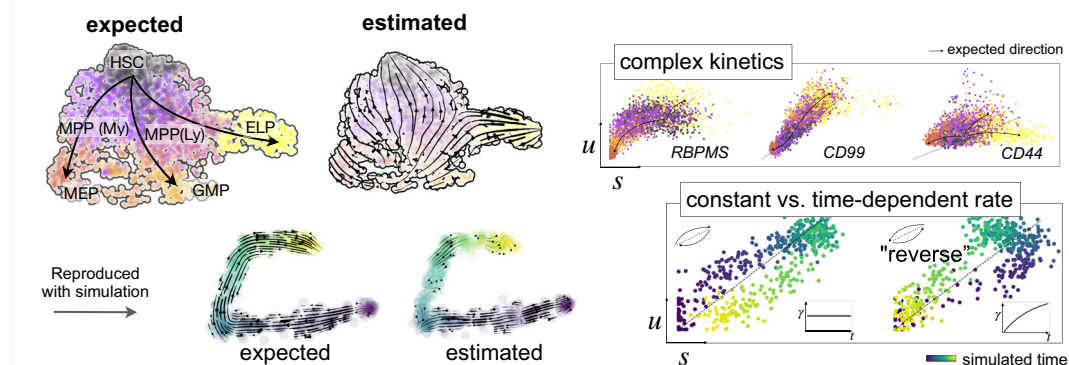 expected
estimated
HSC
MPP (My)
MPP(Ly)
ELP
MEP
GMP
expected direction
complex kinetics
u
s
RBPMS
CD99
CD44
Reproduced
with simulation
expected
estimated
constant vs. time-dependent rate
"reverse”
γ
t
γ
t
u
s
simulated time